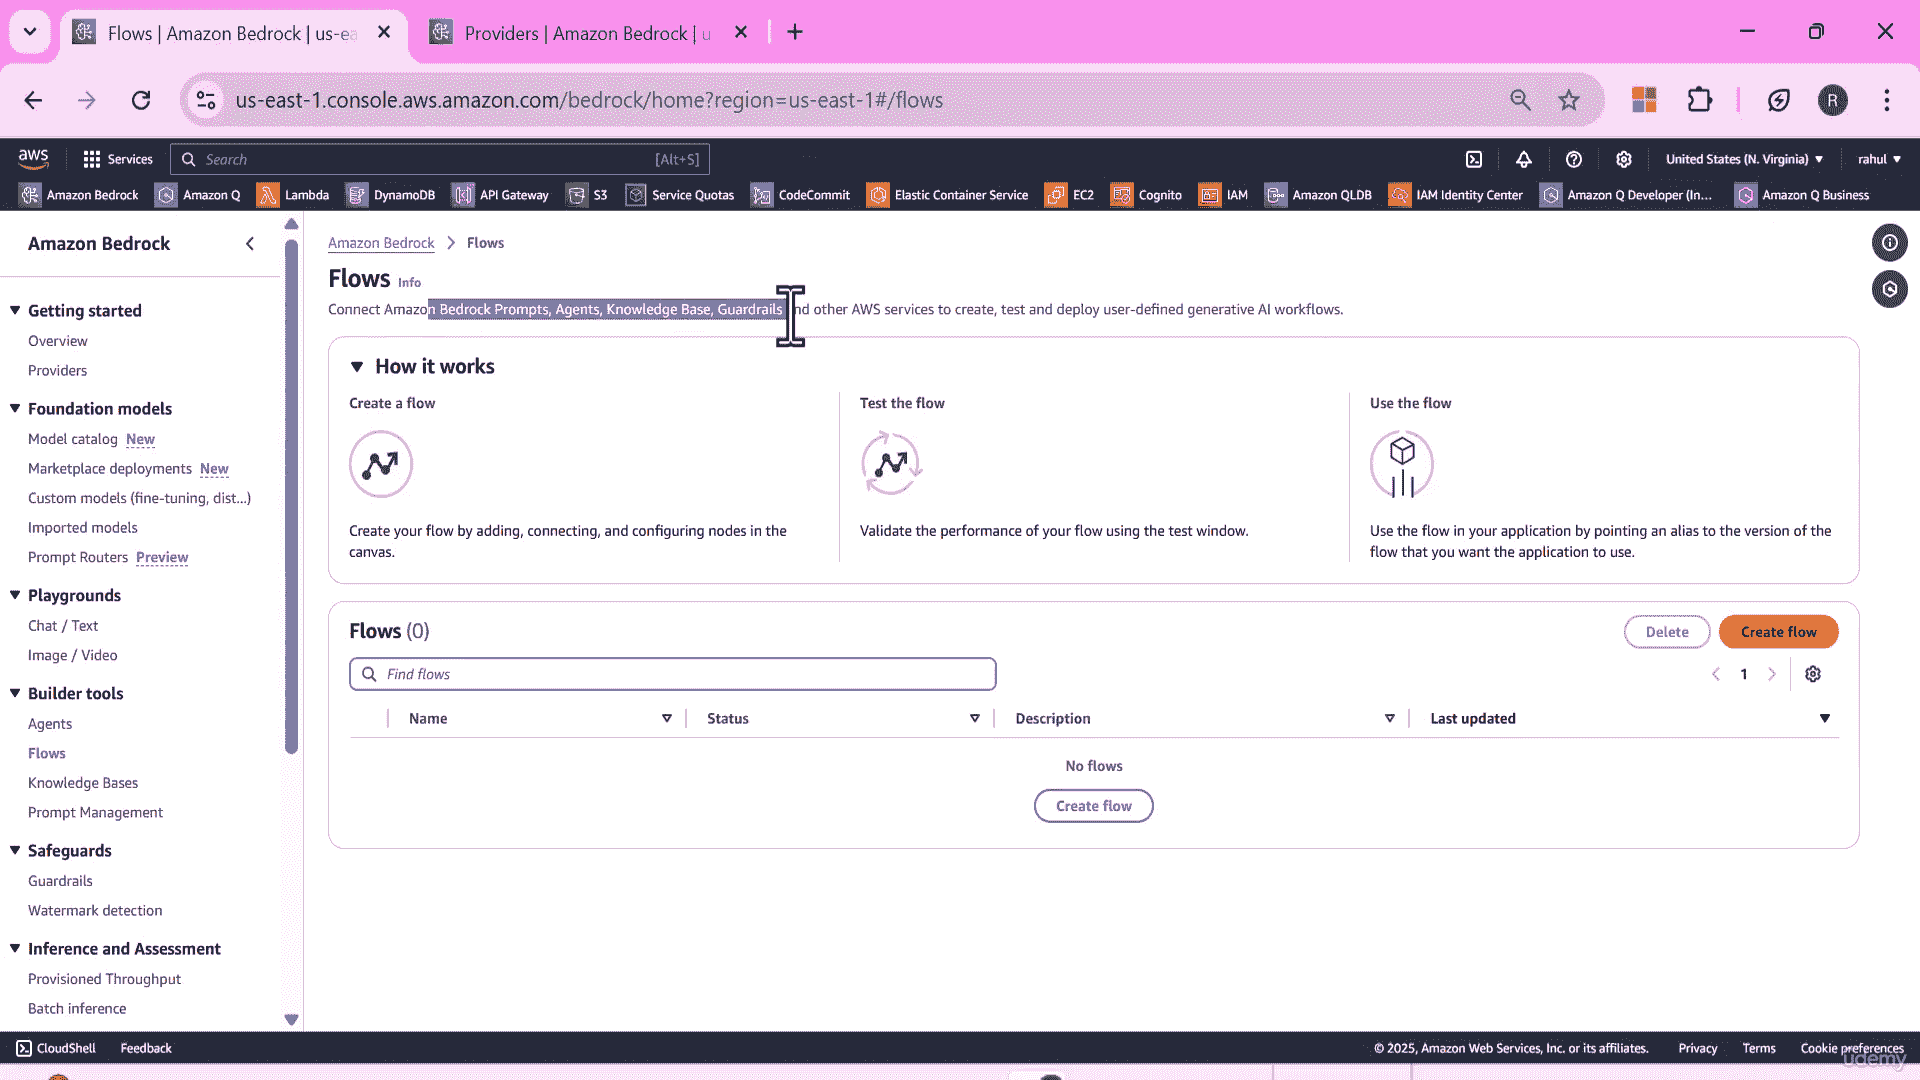 Flows | Amazon Bedrock | us-ea
Providers | Amazon Bedrock | u
us-east-1.console.aws.amazon.com/bedrock/home?region=us-east-1#/flows
R
aws
Services
Search
[Alt+S]
United States (N. Virginia)
rahul
Amazon Bedrock
Amazon Q
Lambda
DynamoDB
API Gateway
S3
Service Quotas
CodeCommit
Elastic Container Service
EC2
Cognito
IAM
Amazon QLDB
IAM Identity Center
Amazon Q Developer (In...
Amazon Q Business
Amazon Bedrock
Getting started
Overview
Providers
Foundation models
Model catalog New
Marketplace deployments New
Custom models (fine-tuning, dist...)
Imported models
Prompt Routers Preview
Playgrounds
Chat / Text
Image / Video
Builder tools
Agents
Flows
Knowledge Bases
Prompt Management
Safeguards
Guardrails
Watermark detection
Inference and Assessment
Provisioned Throughput
Batch inference
Amazon Bedrock > Flows
Flows Info
Connect Amazon Bedrock Prompts, Agents, Knowledge Base, Guardrails and other AWS services to create, test and deploy user-defined generative AI workflows.
How it works
Create a flow
Create your flow by adding, connecting, and configuring nodes in the
canvas.
Test the flow
Validate the performance of your flow using the test window.
Use the flow
Use the flow in your application by pointing an alias to the version of the
flow that you want the application to use.
Flows (0)
Delete
Create flow
Find flows
1
Name
Status
Description
Last updated
No flows
Create flow
CloudShell
Feedback
© 2025, Amazon Web Services, Inc. or its affiliates.
Privacy
Terms
Cookie preferences
udemy